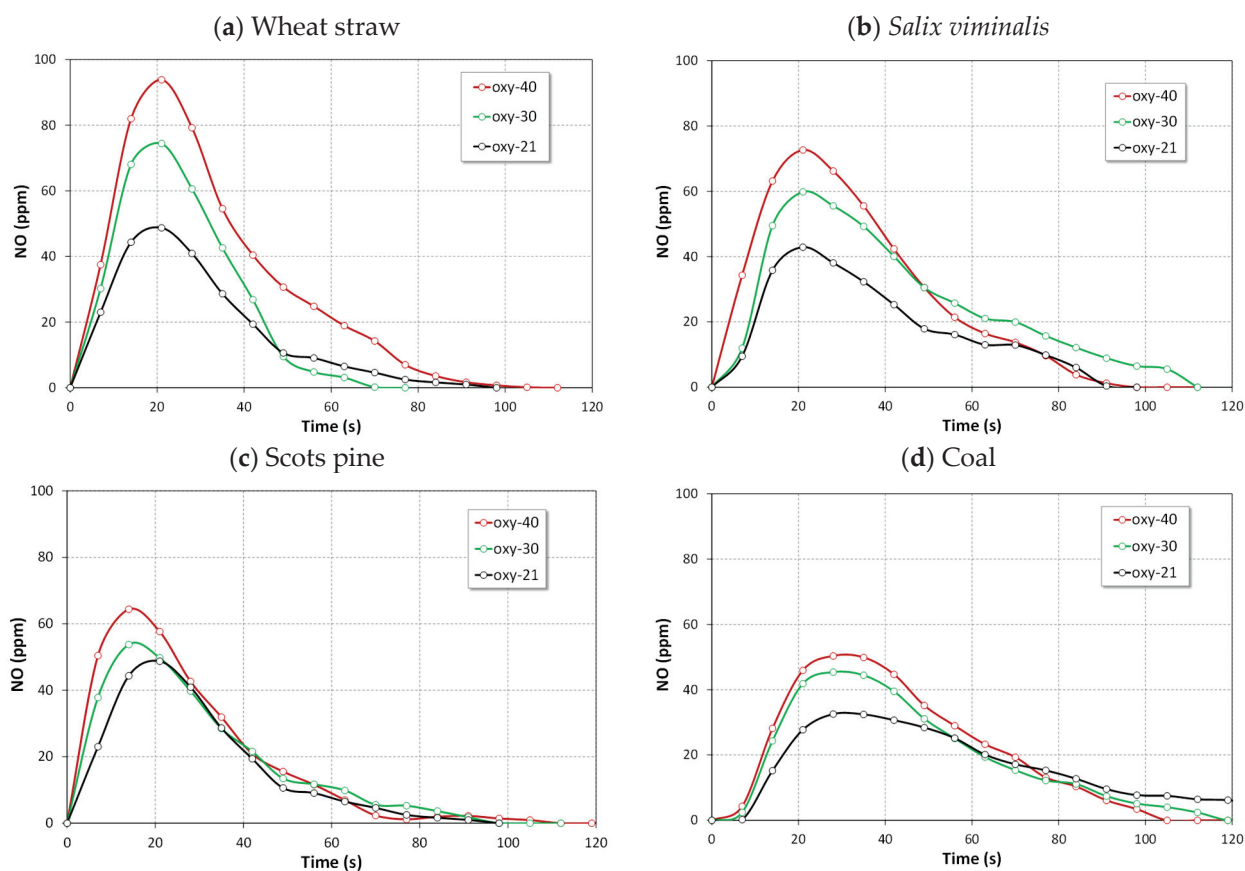 (a) Wheat straw
NO (ppm)
100
80
60
40
20
0
oxy-40
oxy-30
oxy-21
0 20 40 60 80 100 120
Time (s)
(b) Salix viminalis
NO (ppm)
100
80
60
40
20
0
oxy-40
oxy-30
oxy-21
0 20 40 60 80 100 120
Time (s)
(c) Scots pine
NO (ppm)
100
80
60
40
20
0
oxy-40
oxy-30
oxy-21
0 20 40 60 80 100 120
Time (s)
(d) Coal
NO (ppm)
100
80
60
40
20
0
oxy-40
oxy-30
oxy-21
0 20 40 60 80 100 120
Time (s)